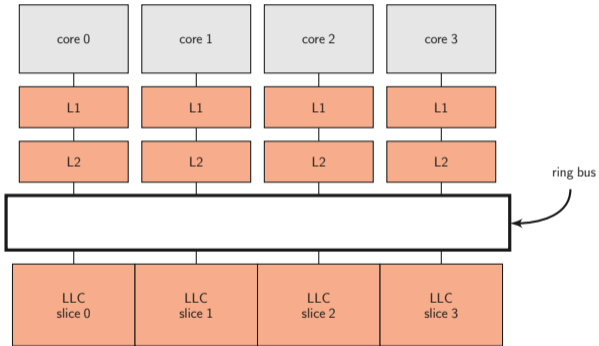 core 0
core 1
core 2
core 3
L1
L1
L1
L1
L2
L2
L2
L2
ring bus
LLC
slice 0
LLC
slice 1
LLC
slice 2
LLC
slice 3